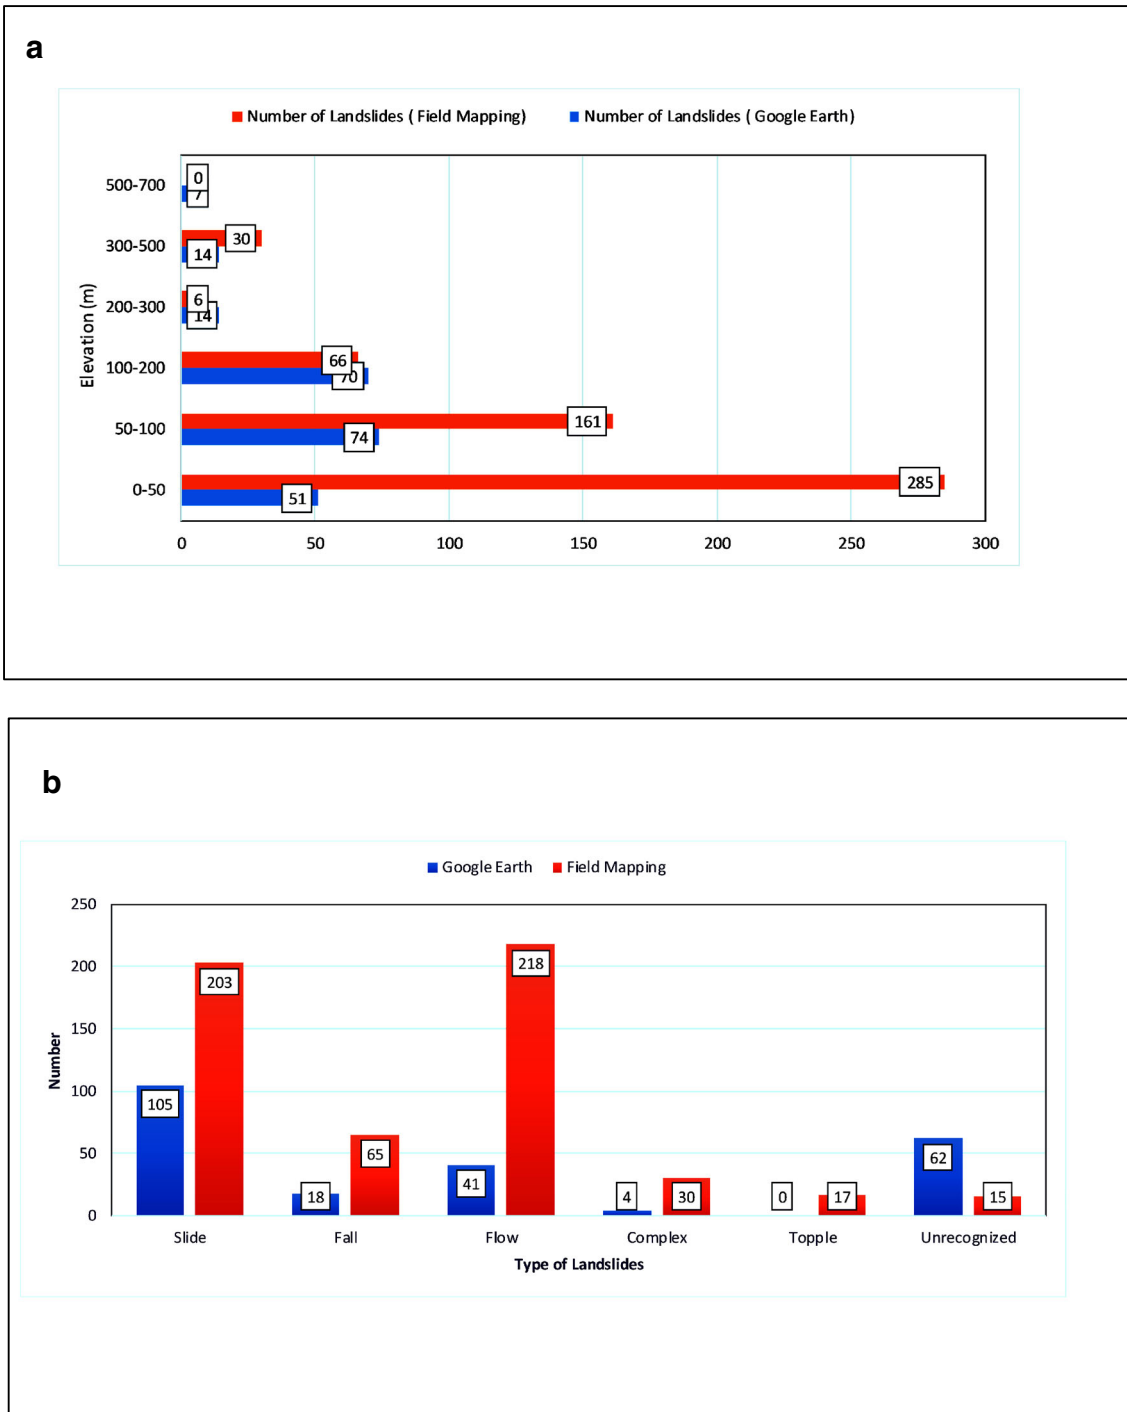 a
Number of Landslides ( Field Mapping) Number of Landslides ( Google Earth)
Elevation (m)
500-700 0 7
300-500 30 14
200-300 6 14
100-200 66 70
50-100 161 74
0-50 285 51
0 50 100 150 200 250 300
b
Google Earth Field Mapping
Number
250
200
150
100
50
0
105 203 18 65 41 218 4 30 0 17 62 15
Slide Fall Flow Complex Topple Unrecognized
Type of Landslides